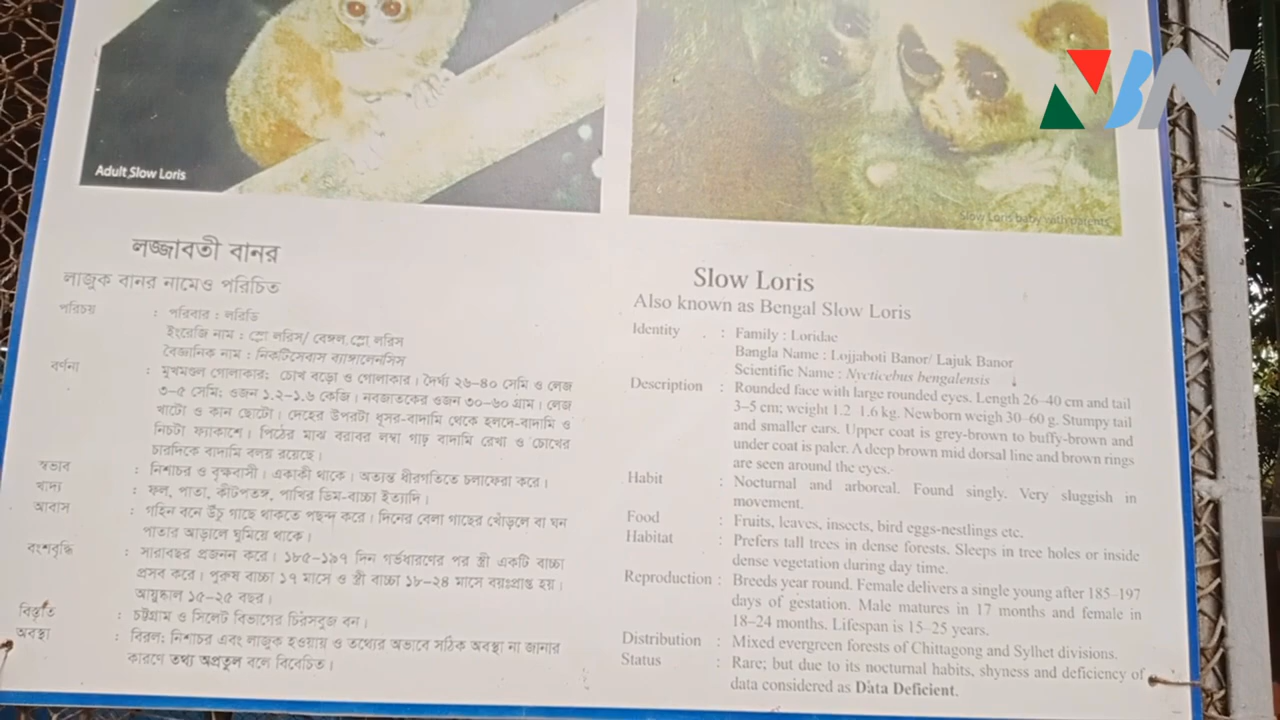 VBN
Adult Slow Loris
Slow Loris baby with parents
লজ্জাবতী বানর
লাজুক বানর নামেও পরিচিত
পরিচয় : পরিবার : লরিডি
ইংরেজি নাম : স্লো লরিস/ বেঙ্গল স্লো লরিস
বৈজ্ঞানিক নাম : নিকটিসেবাস ব্যাঙ্গালেনসিস
বর্ণনা : মুখমণ্ডল গোলাকার; চোখ বড়ো ও গোলাকার। দৈর্ঘ্য ২৬-৪০ সেমি ও লেজ
৩-৫ সেমি; ওজন ১.২-১.৬ কেজি। নবজাতকের ওজন ৩০-৬০ গ্রাম। লেজ
খাটো ও কান ছোটো। দেহের উপরটা ধূসর-বাদামি থেকে হলদে-বাদামি ও
নিচটা ফ্যাকাশে। পিঠের মাঝ বরাবর লম্বা গাঢ় বাদামি রেখা ও চোখের
চারদিকে বাদামি বলয় রয়েছে।
স্বভাব : নিশাচর ও বৃক্ষবাসী। একাকী থাকে। অত্যন্ত ধীরগতিতে চলাফেরা করে।
খাদ্য : ফল, পাতা, কীটপতঙ্গ, পাখির ডিম-বাচ্চা ইত্যাদি।
আবাস : গহিন বনে উঁচু গাছে থাকতে পছন্দ করে। দিনের বেলা গাছের খোঁড়লে বা ঘন
পাতার আড়ালে ঘুমিয়ে থাকে।
বংশবৃদ্ধি : সারাবছর প্রজনন করে। ১৮৫-১৯৭ দিন গর্ভধারণের পর স্ত্রী একটি বাচ্চা
প্রসব করে। পুরুষ বাচ্চা ১৭ মাসে ও স্ত্রী বাচ্চা ১৮-২৪ মাসে বয়ঃপ্রাপ্ত হয়।
আয়ুষ্কাল ১৫-২৫ বছর।
বিস্তৃতি : চট্টগ্রাম ও সিলেট বিভাগের চিরসবুজ বন।
অবস্থা : বিরল; নিশাচর এবং লাজুক হওয়ায় ও তথ্যের অভাবে সঠিক অবস্থা না জানার
কারণে তথ্য অপ্রতুল বলে বিবেচিত।
Slow Loris
Also known as Bengal Slow Loris
Identity : Family : Loridae
Bangla Name : Lojjaboti Banor/ Lajuk Banor
Scientific Name : Nycticebus bengalensis
Description : Rounded face with large rounded eyes. Length 26-40 cm and tail
3-5 cm; weight 1.2-1.6 kg. Newborn weigh 30-60 g. Stumpy tail
and smaller ears. Upper coat is grey-brown to buffy-brown and
under coat is paler. A deep brown mid dorsal line and brown rings
are seen around the eyes.
Habit : Nocturnal and arboreal. Found singly. Very sluggish in
movement.
Food : Fruits, leaves, insects, bird eggs-nestlings etc.
Habitat : Prefers tall trees in dense forests. Sleeps in tree holes or inside
dense vegetation during day time.
Reproduction : Breeds year round. Female delivers a single young after 185-197
days of gestation. Male matures in 17 months and female in
18-24 months. Lifespan is 15-25 years.
Distribution : Mixed evergreen forests of Chittagong and Sylhet divisions.
Status : Rare; but due to its nocturnal habits, shyness and deficiency of
data considered as Data Deficient.